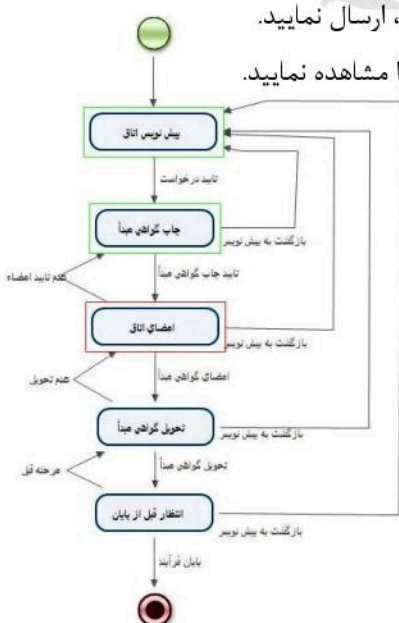 ، ارسال نمایید.
ا مشاهده نمایید.
پیش نویس اتاق
تایید درخواست
چاپ گواهی مبدأ
بازگشت به پیش نویس
عدم تایید امضاء
تایید چاپ گواهی مبدأ
امضای اتاق
بازگشت به پیش نویس
امضای گواهی مبدأ
عدم تحویل
تحویل گواهی مبدأ
بازگشت به پیش نویس
تحویل گواهی مبدأ
مرحله قبل
انتظار قبل از پایان
بازگشت به پیش نویس
پایان فرآیند